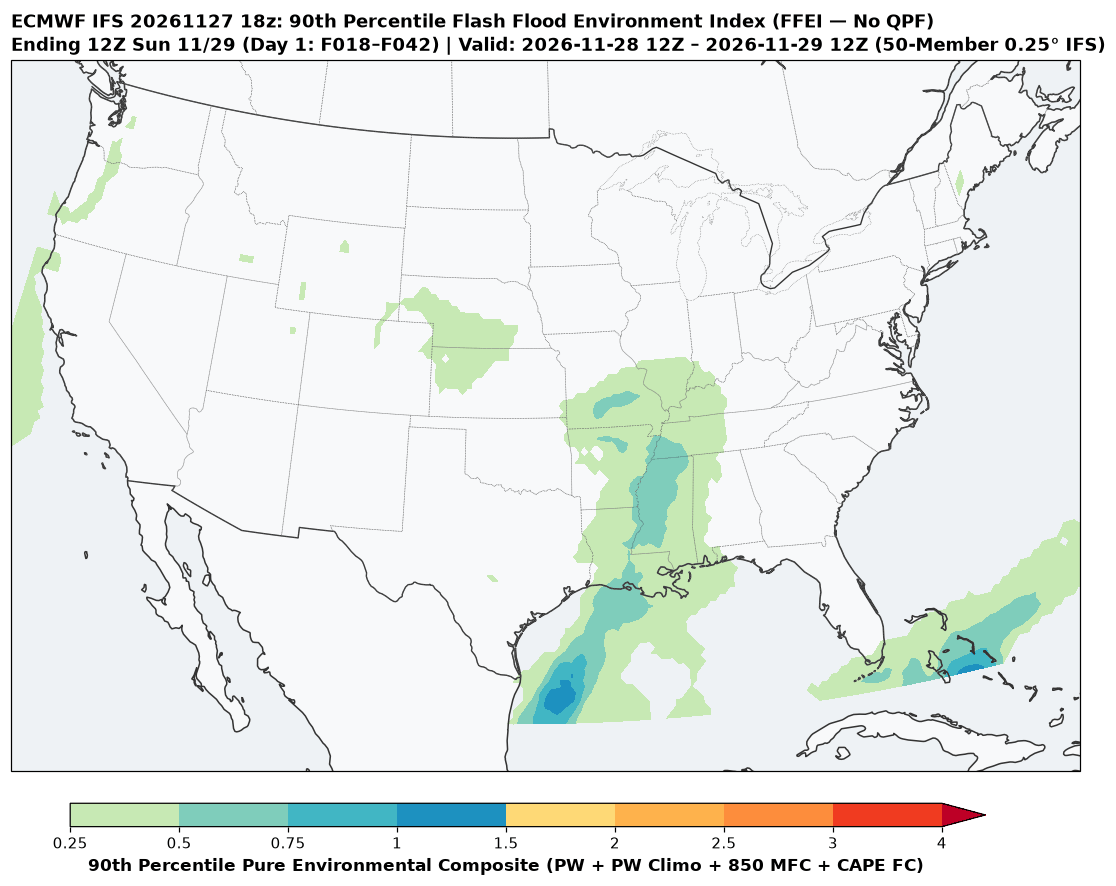 ECMWF IFS 20261127 18z: 90th Percentile Flash Flood Environment Index (FFEI — No QPF)
Ending 12Z Sun 11/29 (Day 1: F018–F042) | Valid: 2026-11-28 12Z – 2026-11-29 12Z (50-Member 0.25° IFS)
0.25 0.5 0.75 1 1.5 2 2.5 3 4
90th Percentile Pure Environmental Composite (PW + PW Climo + 850 MFC + CAPE FC)